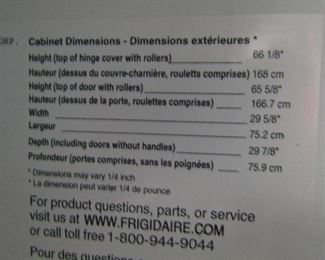 ORP.
Cabinet Dimensions - Dimensions extérieures *
Height (top of hinge cover with rollers) 66 1/8"
Hauteur (dessus du couvre-charnière, roulettes comprises) 168 cm
Height (top of door with rollers) 65 5/8"
Hauteur (dessus de la porte, roulettes comprises) 166.7 cm
Width 29 5/8"
Largeur 75.2 cm
Depth (including doors without handles) 29 7/8"
Profondeur (portes comprises, sans les poignées) 75.9 cm
* Dimensions may vary 1/4 inch
* La dimension peut varier 1/4 de pouce
For product questions, parts, or service
visit us at WWW.FRIGIDAIRE.COM
or call toll free 1-800-944-9044
Pour des questions